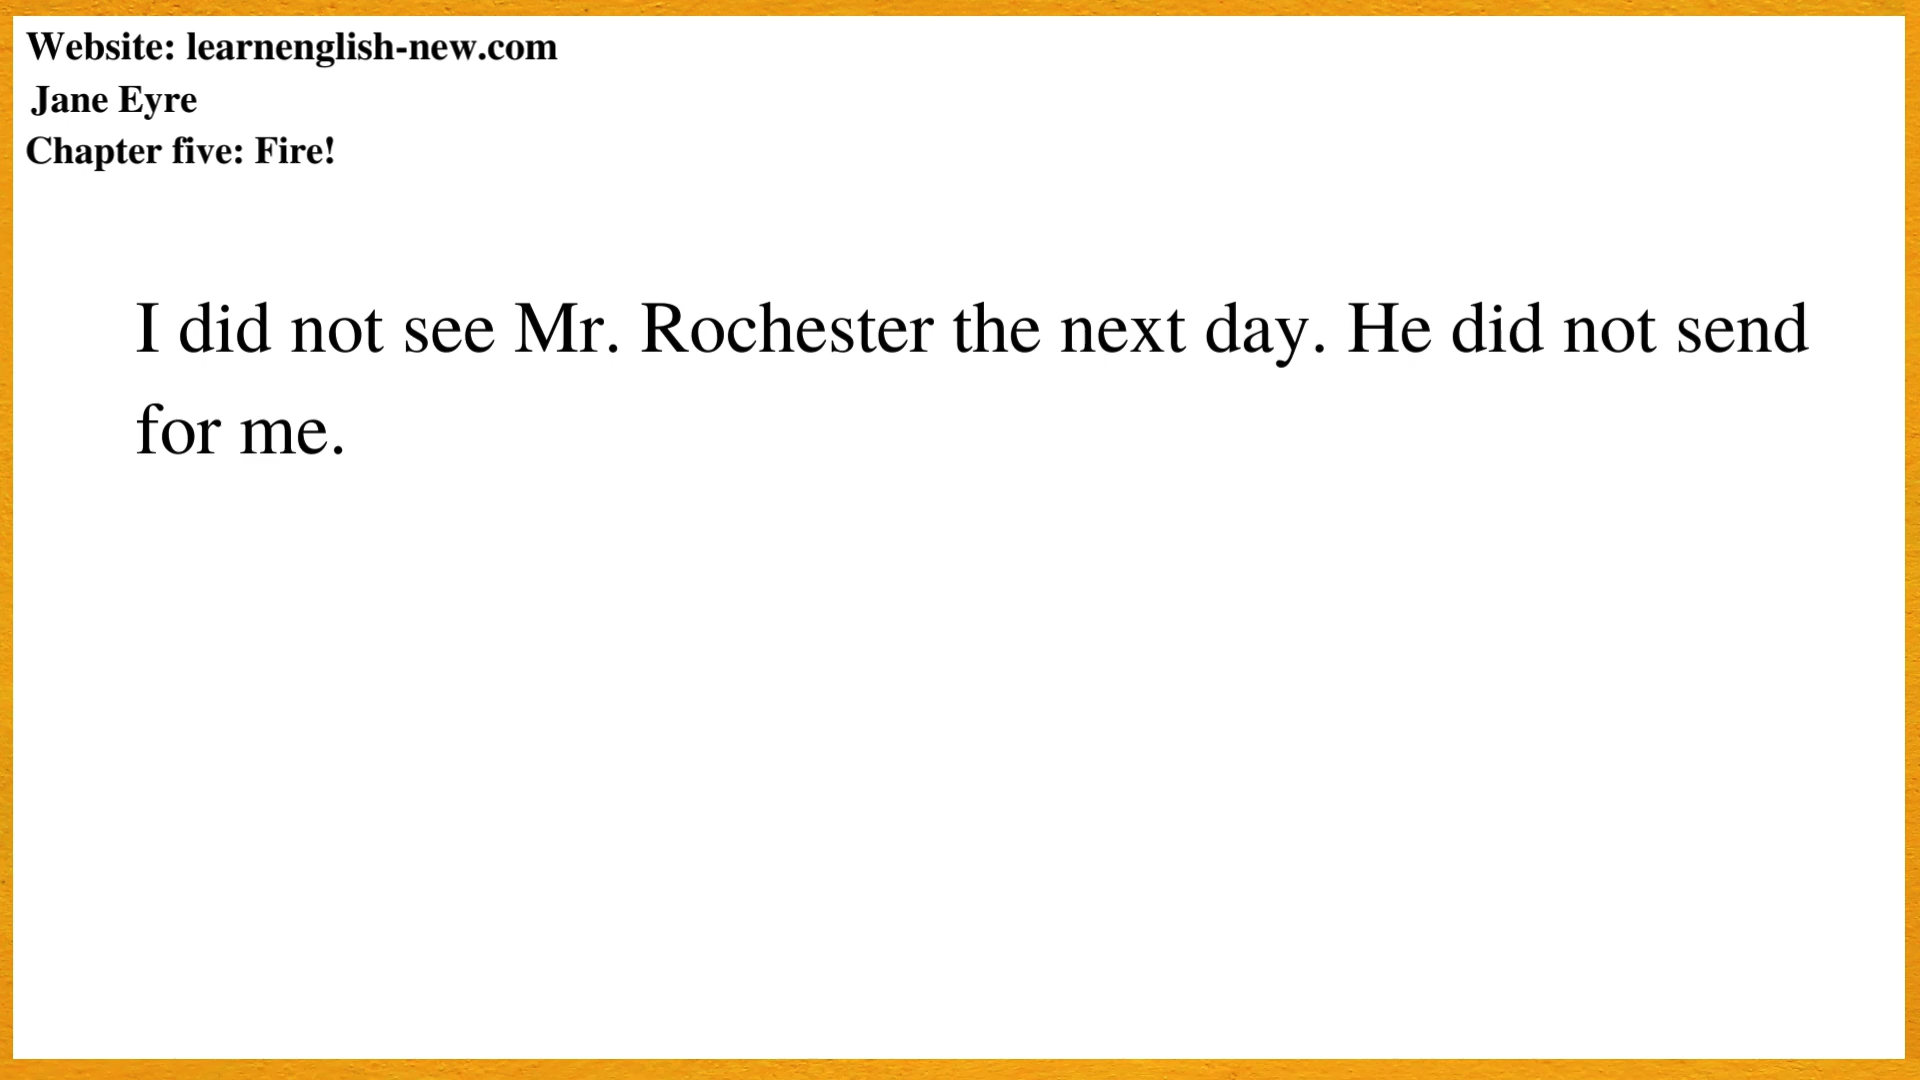 Website: learnenglish-new.com
Jane Eyre
Chapter five: Fire!
I did not see Mr. Rochester the next day. He did not send
for me.